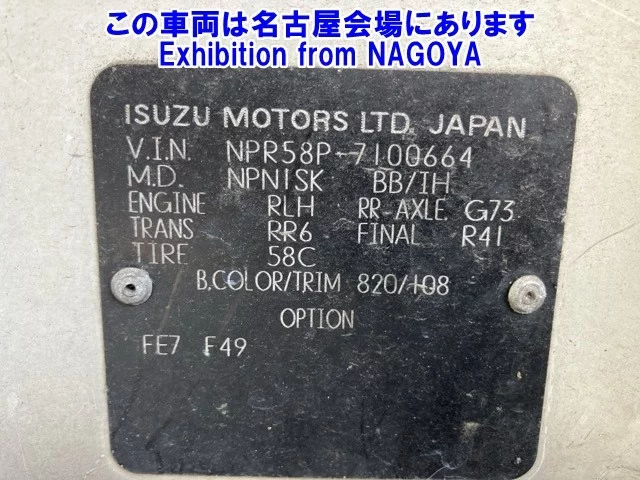 この車両は名古屋会場にあります
Exhibition from NAGOYA
ISUZU MOTORS LTD. JAPAN
V.I.N. NPR58P-7100664
M.D. NPN1SK BB/1H
ENGINE RLH RR-AXLE G73
TRANS RR6 FINAL R41
TIRE 58C
B,COLOR/TRIM 820/108
OPTION
FE7 F49